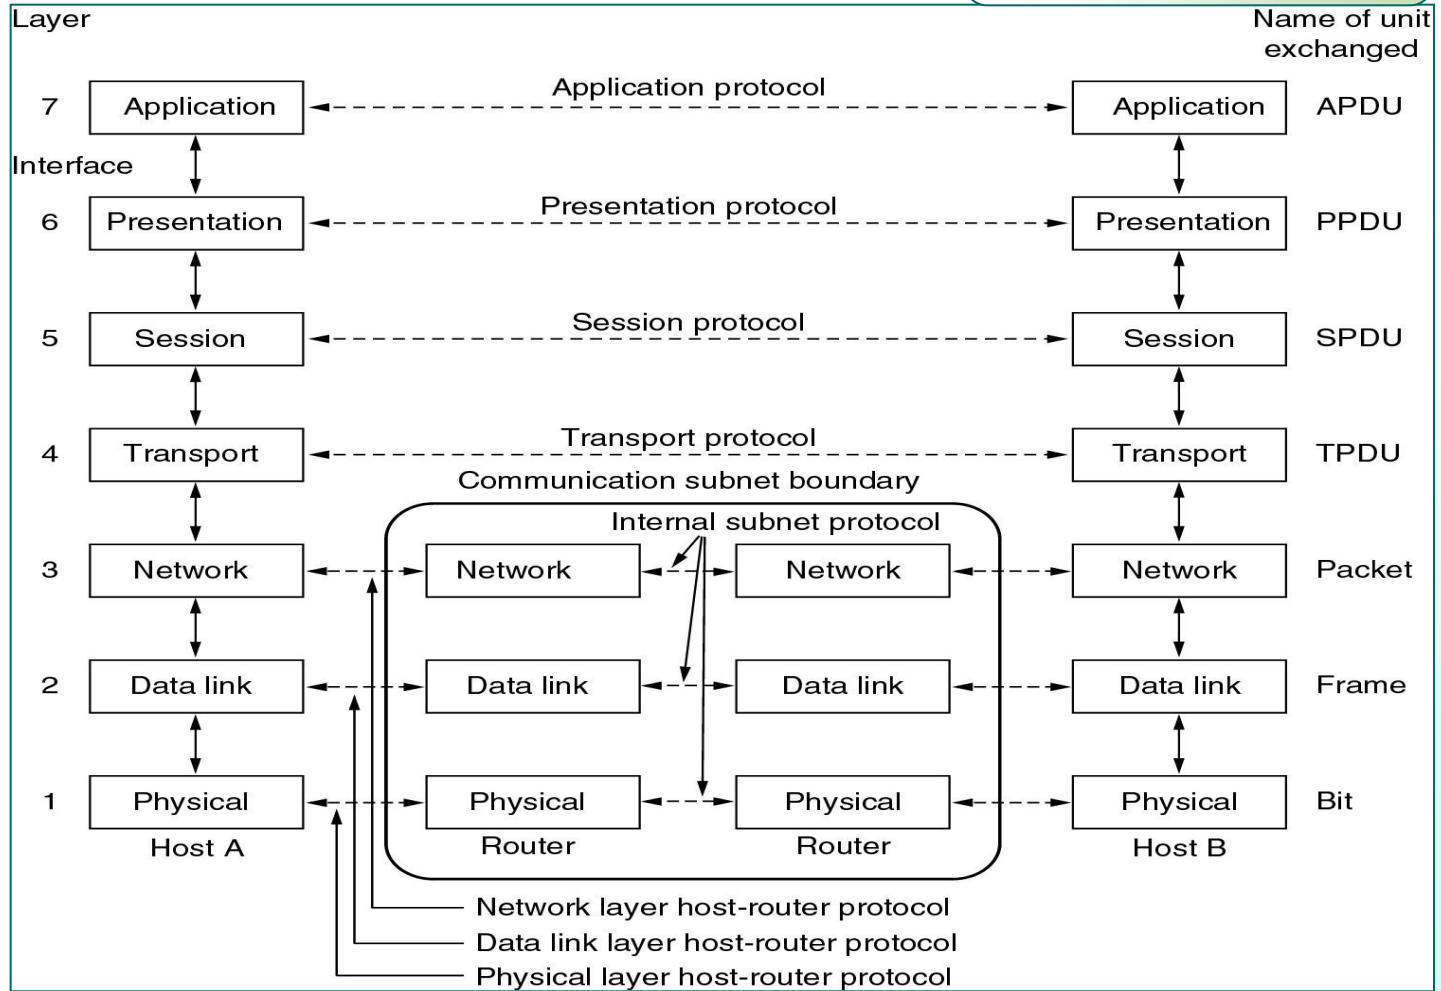 Layer
Name of unit
exchanged
7 Application Application protocol Application APDU
Interface
6 Presentation Presentation protocol Presentation PPDU
5 Session Session protocol Session SPDU
4 Transport Transport protocol Transport TPDU
Communication subnet boundary
Internal subnet protocol
3 Network Network Network Network Packet
2 Data link Data link Data link Data link Frame
1 Physical Physical Physical Physical Bit
Host A Router Router Host B
Network layer host-router protocol
Data link layer host-router protocol
Physical layer host-router protocol